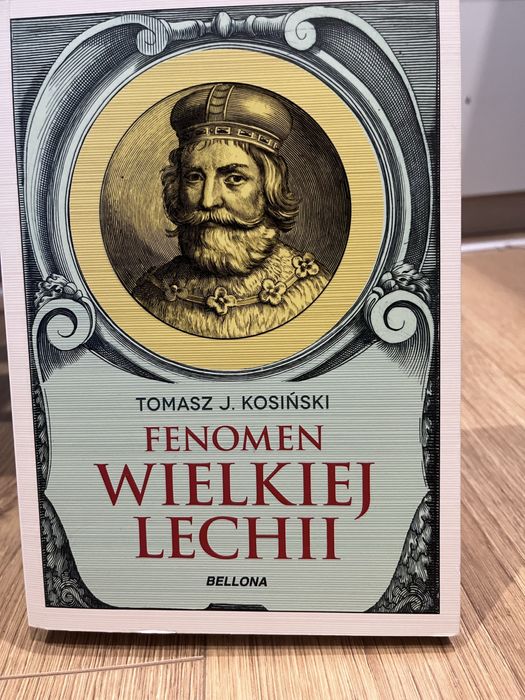 TOMASZ J. KOSIŃSKI
FENOMEN
WIELKIEJ
LECHII
BELLONA